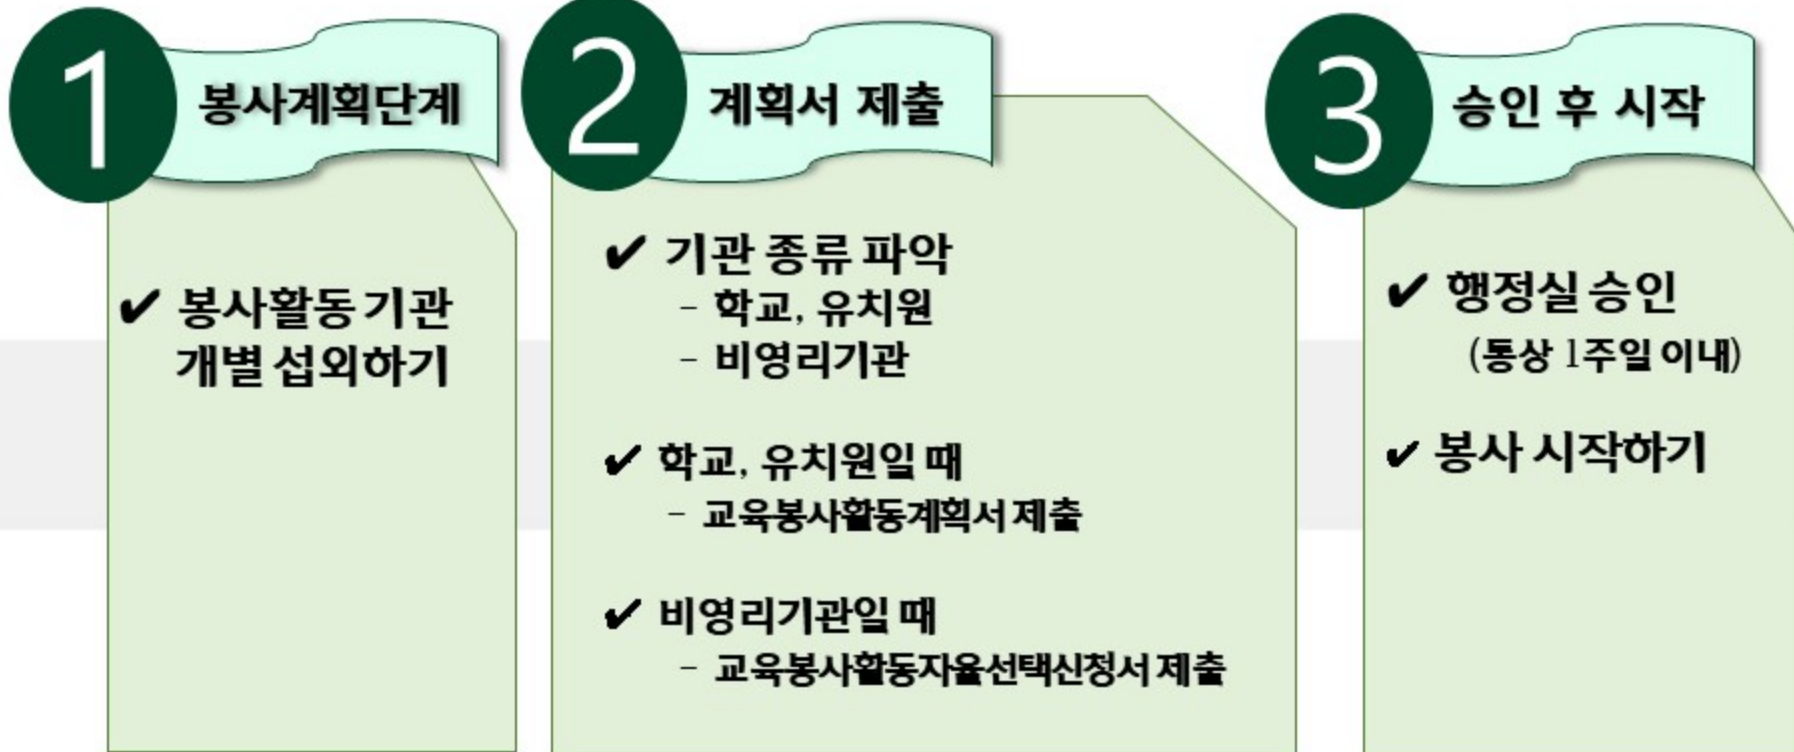 1
봉사계획단계
✔ 봉사활동 기관
개별 섭외하기
2
계획서 제출
✔ 기관 종류 파악
- 학교, 유치원
- 비영리기관
✔ 학교, 유치원일 때
- 교육봉사활동계획서 제출
✔ 비영리기관일 때
- 교육봉사활동자율선택신청서 제출
3
승인 후 시작
✔ 행정실 승인
(통상 1주일 이내)
✔ 봉사 시작하기